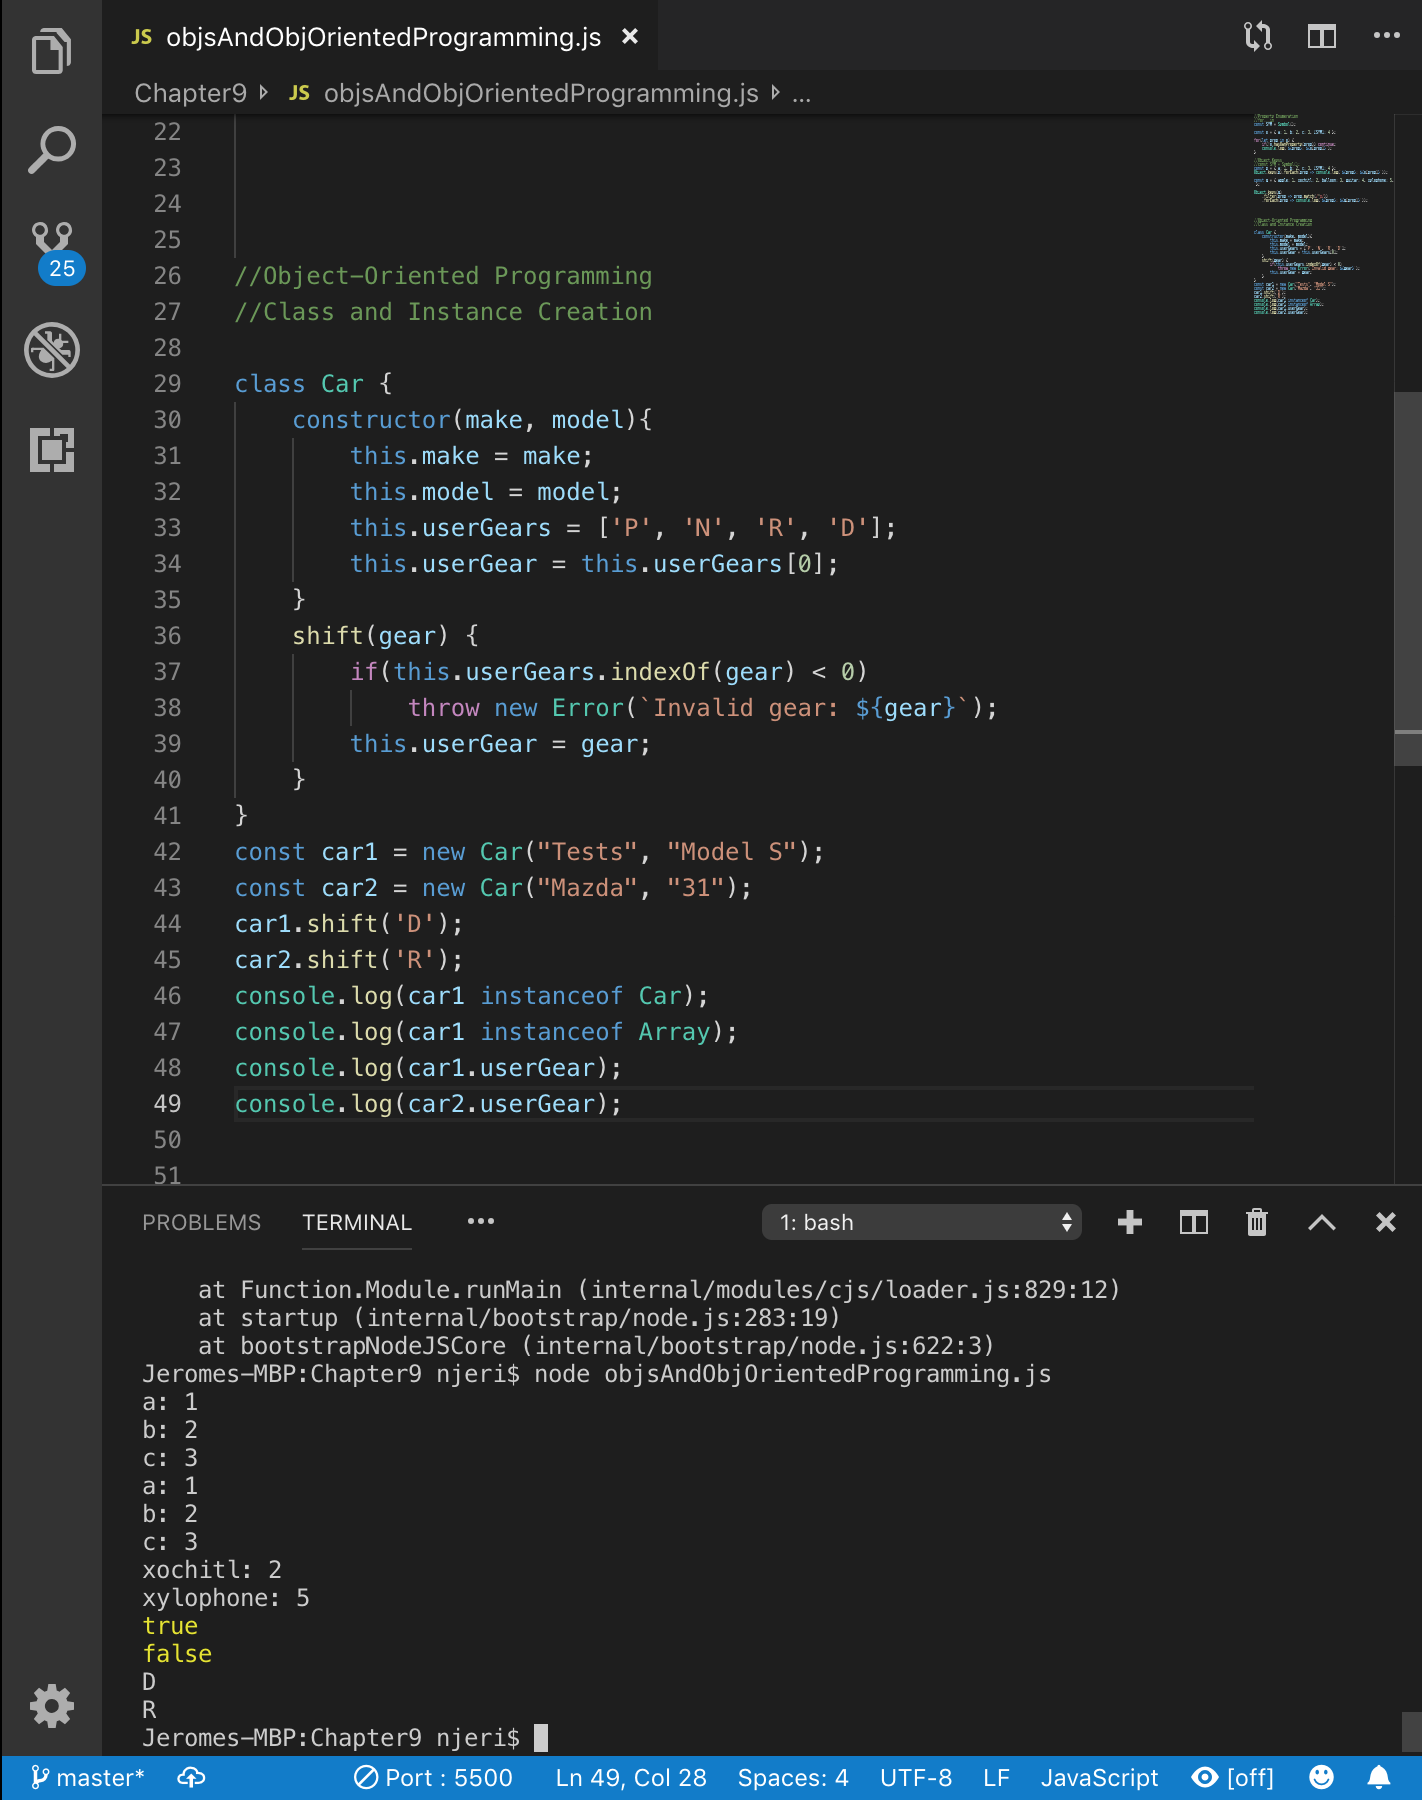 JS objsAndObjOrientedProgramming.js
Chapter9 JS objsAndObjOrientedProgramming.js ...
25
22
23
24
25
26 //Object-Oriented Programming
27 //Class and Instance Creation
28
29 class Car {
30 constructor(make, model){
31 this.make = make;
32 this.model = model;
33 this.userGears = ['P', 'N', 'R', 'D'];
34 this.userGear = this.userGears[0];
35 }
36 shift(gear) {
37 if(this.userGears.indexOf(gear) < 0)
38 throw new Error(`Invalid gear: ${gear}`);
39 this.userGear = gear;
40 }
41 }
42 const car1 = new Car("Tests", "Model S");
43 const car2 = new Car("Mazda", "31");
44 car1.shift('D');
45 car2.shift('R');
46 console.log(car1 instanceof Car);
47 console.log(car1 instanceof Array);
48 console.log(car1.userGear);
49 console.log(car2.userGear);
50
51
PROBLEMS TERMINAL 1: bash
at Function.Module.runMain (internal/modules/cjs/loader.js:829:12)
at startup (internal/bootstrap/node.js:283:19)
at bootstrapNodeJSCore (internal/bootstrap/node.js:622:3)
Jeromes-MBP:Chapter9 njeri$ node objsAndObjOrientedProgramming.js
a: 1
b: 2
c: 3
a: 1
b: 2
c: 3
xochitl: 2
xylophone: 5
true
false
D
R
Jeromes-MBP:Chapter9 njeri$
master* Port : 5500 Ln 49, Col 28 Spaces: 4 UTF-8 LF JavaScript [off]